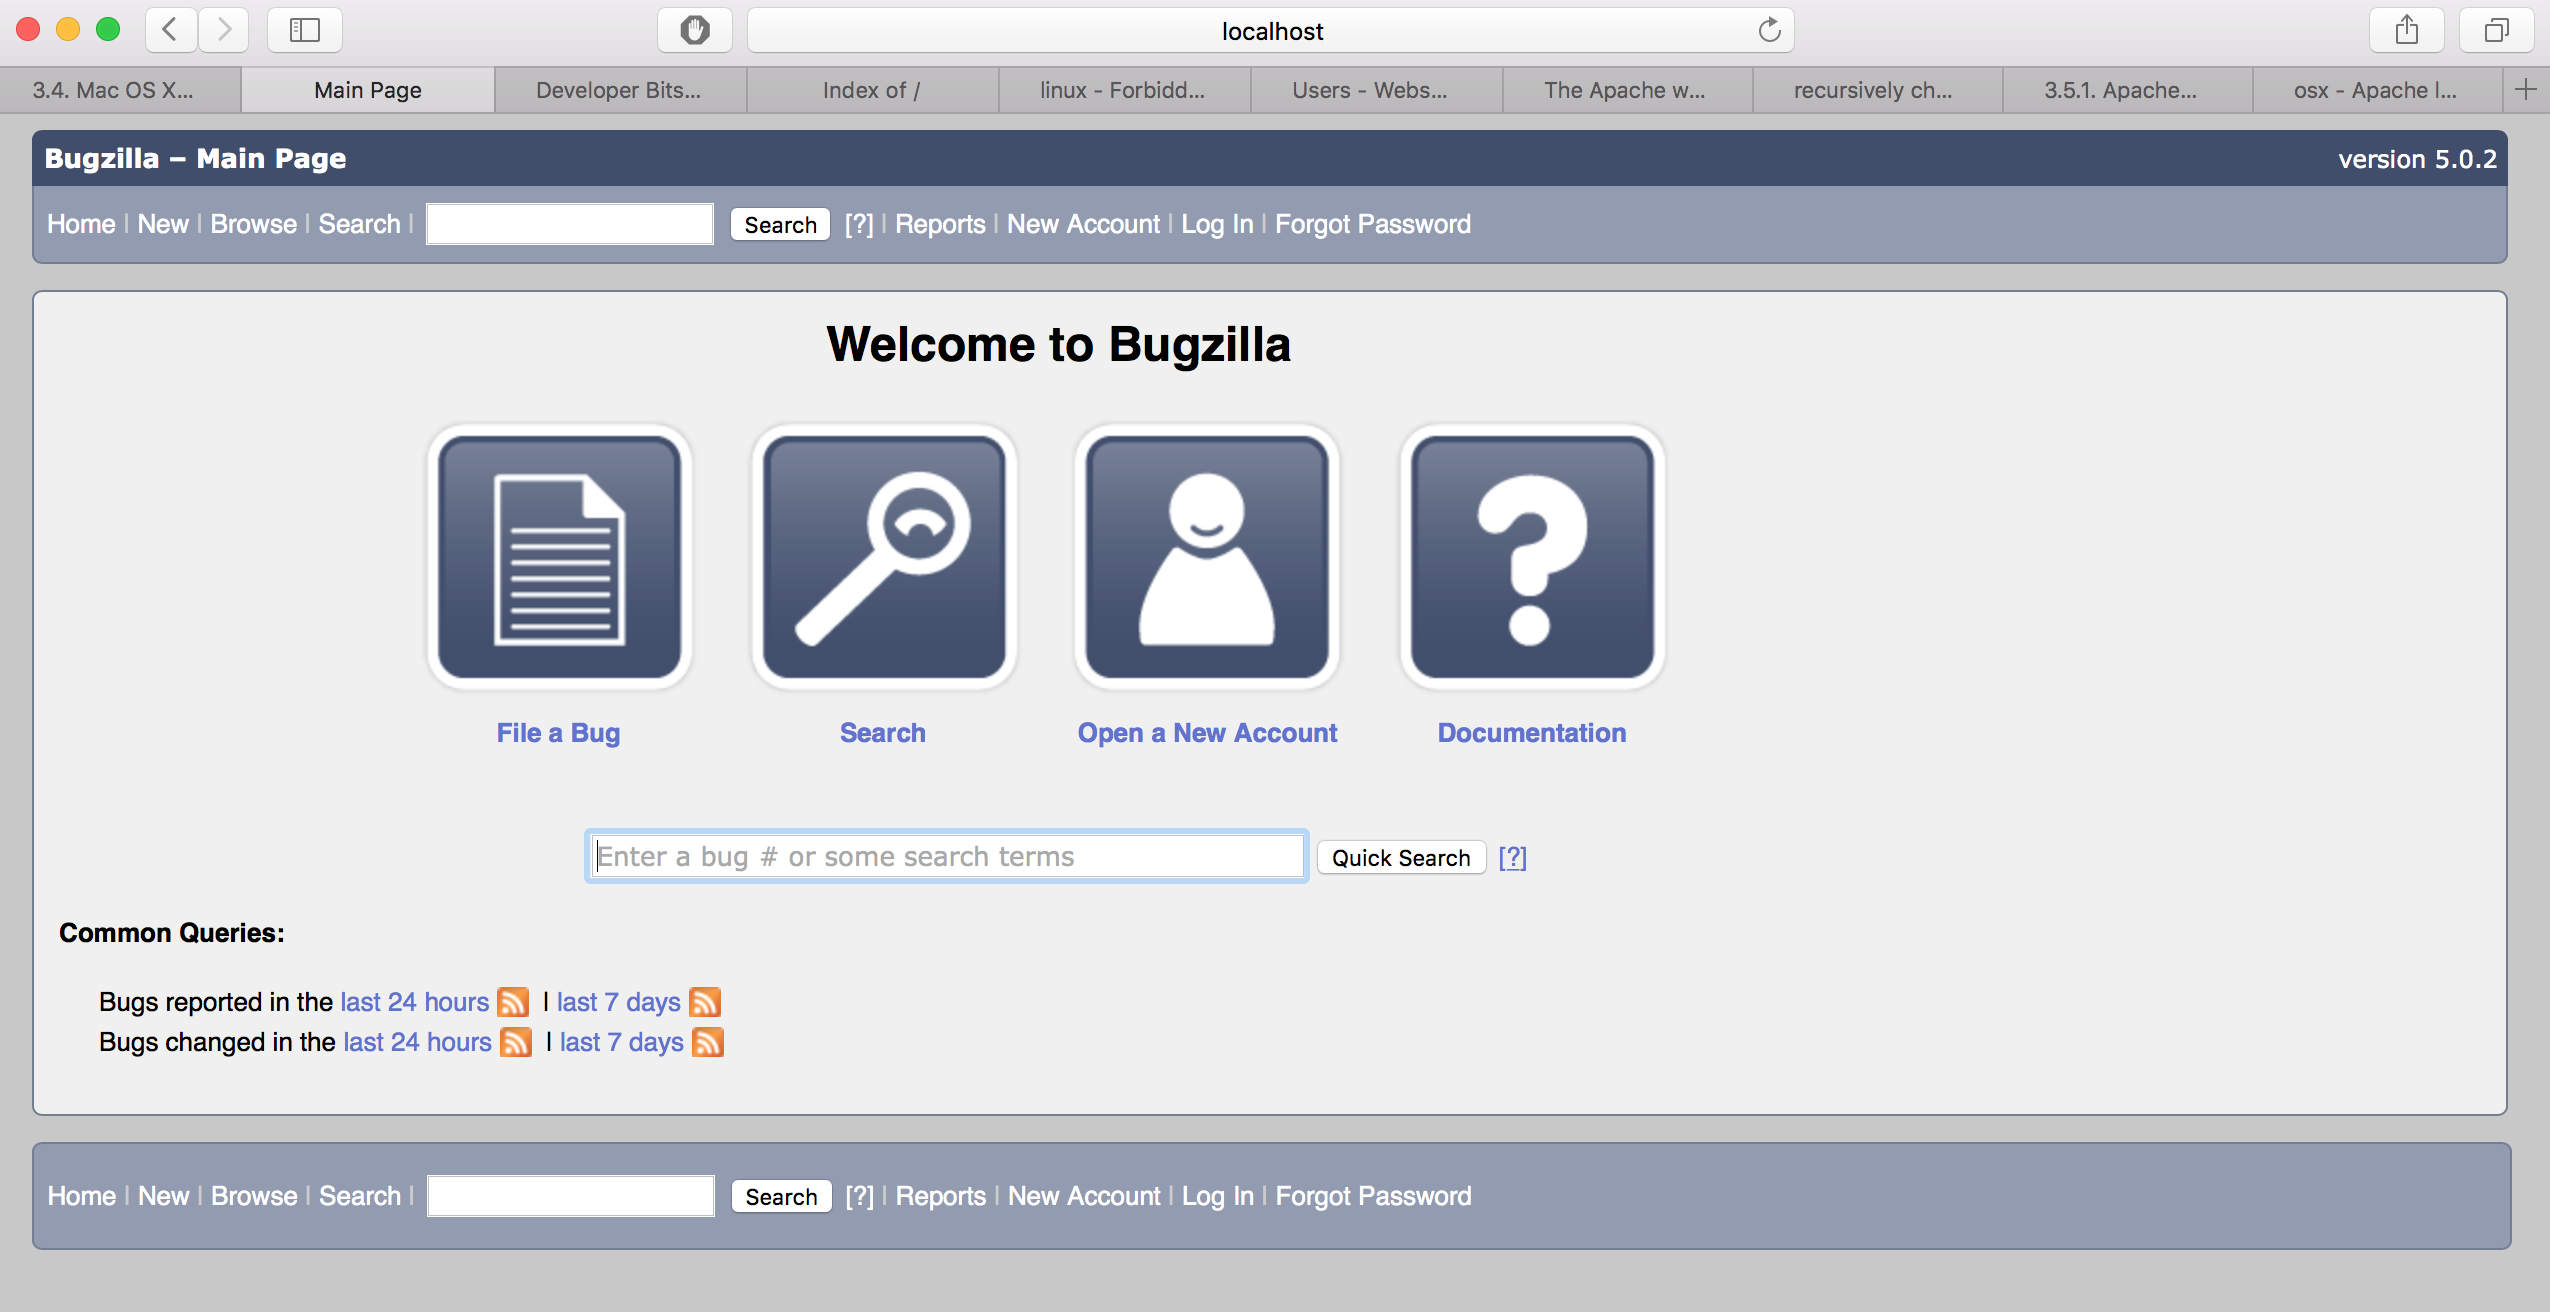 localhost
3.4. Mac OS X... Main Page Developer Bits... Index of / linux - Forbidd... Users - Webs... The Apache w... recursively ch... 3.5.1. Apache... osx - Apache l...
Bugzilla – Main Page version 5.0.2
Home | New | Browse | Search | Search [?] | Reports | New Account | Log In | Forgot Password
Welcome to Bugzilla
File a Bug Search Open a New Account Documentation
Enter a bug # or some search terms Quick Search [?]
Common Queries:
Bugs reported in the last 24 hours | last 7 days
Bugs changed in the last 24 hours | last 7 days
Home | New | Browse | Search | Search [?] | Reports | New Account | Log In | Forgot Password